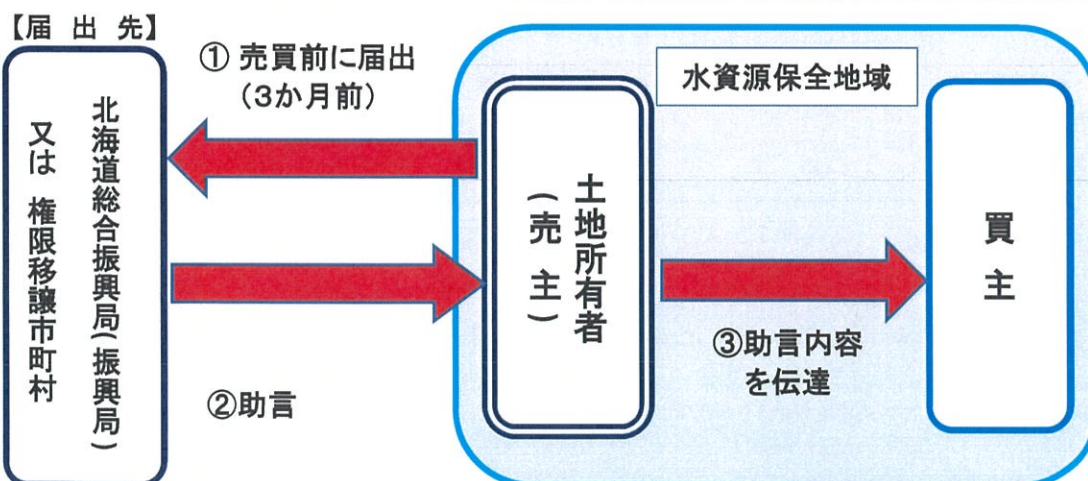 【届出先】
北海道総合振興局(振興局)
又は 権限移譲市町村
① 売買前に届出
（3か月前）
②助言
水資源保全地域
土地所有者
(売主)
③助言内容
を伝達
買主